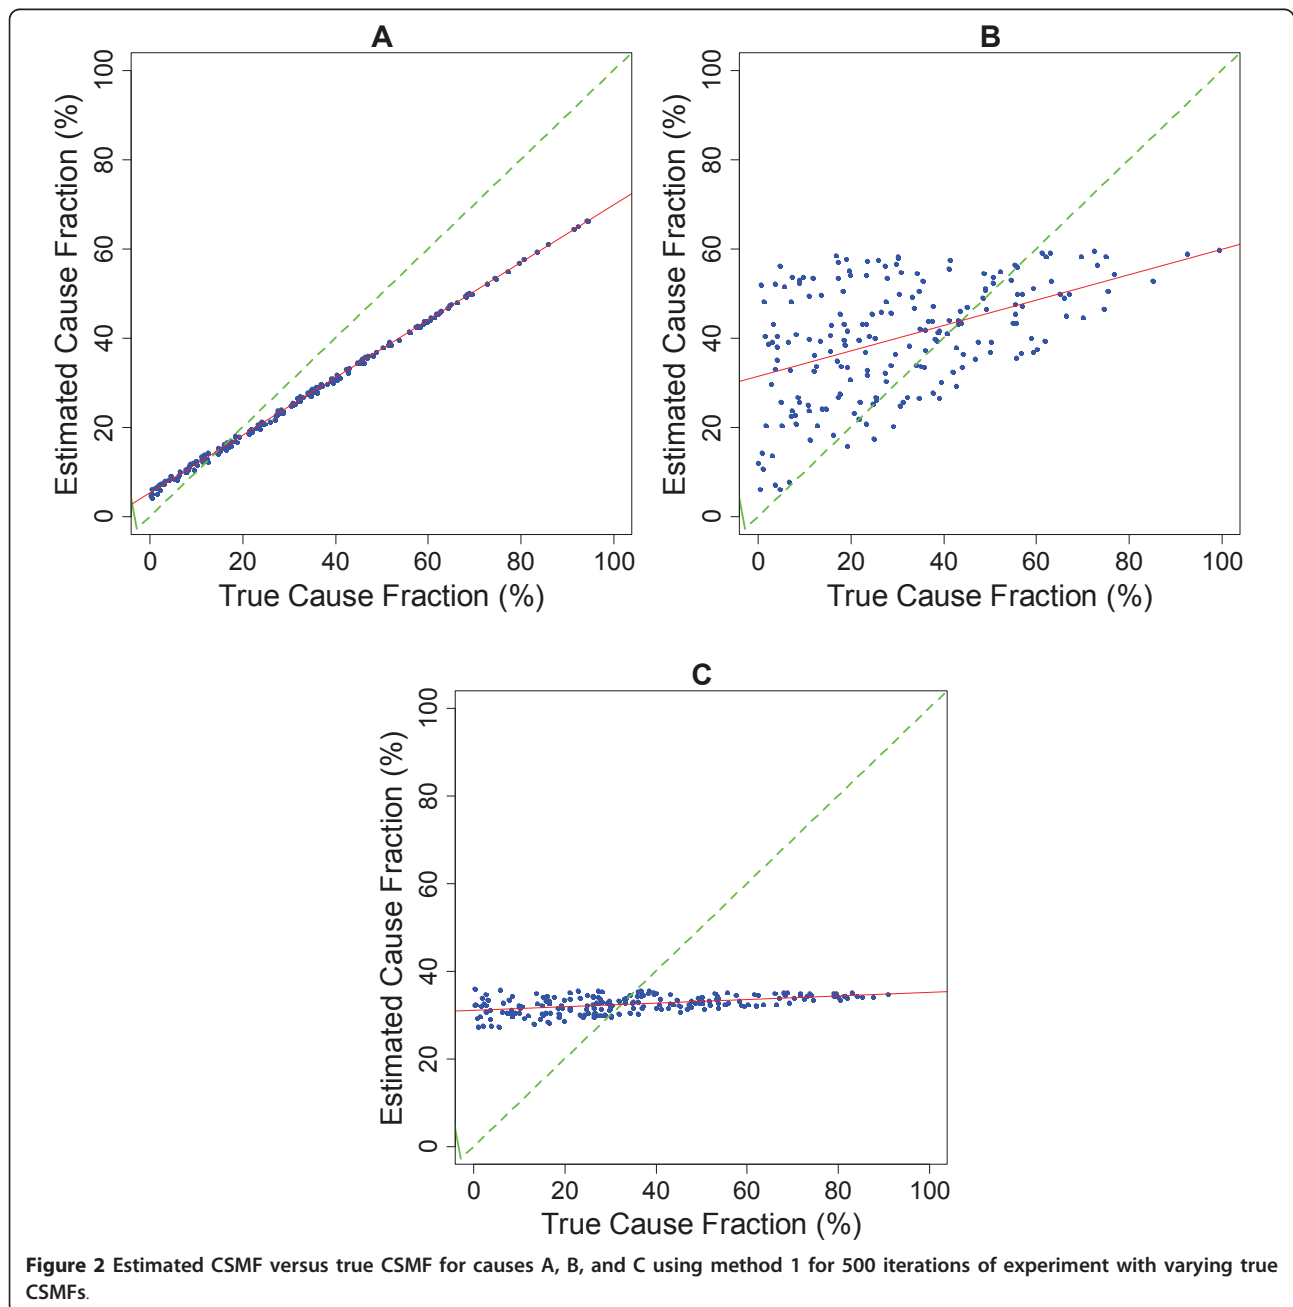 A
Estimated Cause Fraction (%)
100
80
60
40
20
0
0 20 40 60 80 100
True Cause Fraction (%)
B
Estimated Cause Fraction (%)
100
80
60
40
20
0
0 20 40 60 80 100
True Cause Fraction (%)
C
Estimated Cause Fraction (%)
100
80
60
40
20
0
0 20 40 60 80 100
True Cause Fraction (%)
Figure 2 Estimated CSMF versus true CSMF for causes A, B, and C using method 1 for 500 iterations of experiment with varying true
CSMFs.